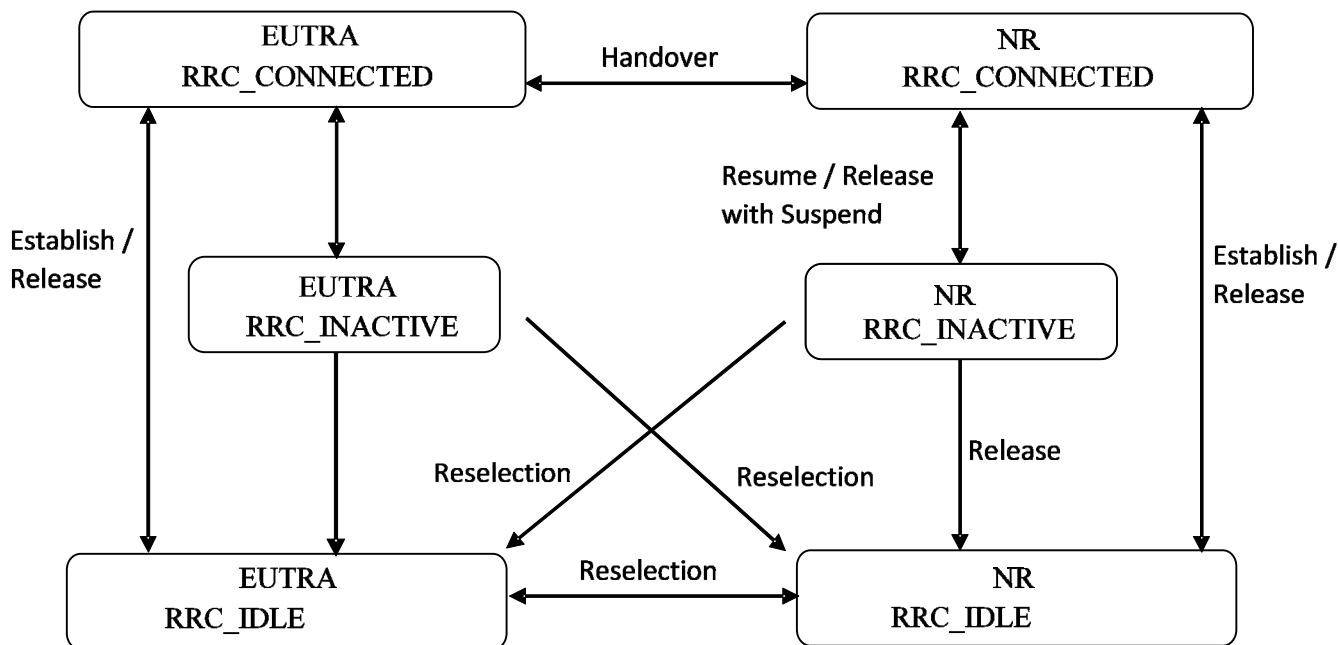 EUTRA
RRC_CONNECTED
Handover
NR
RRC_CONNECTED
Establish /
Release
Resume / Release
with Suspend
Establish /
Release
EUTRA
RRC_INACTIVE
NR
RRC_INACTIVE
Reselection
Reselection
Release
EUTRA
RRC_IDLE
Reselection
NR
RRC_IDLE